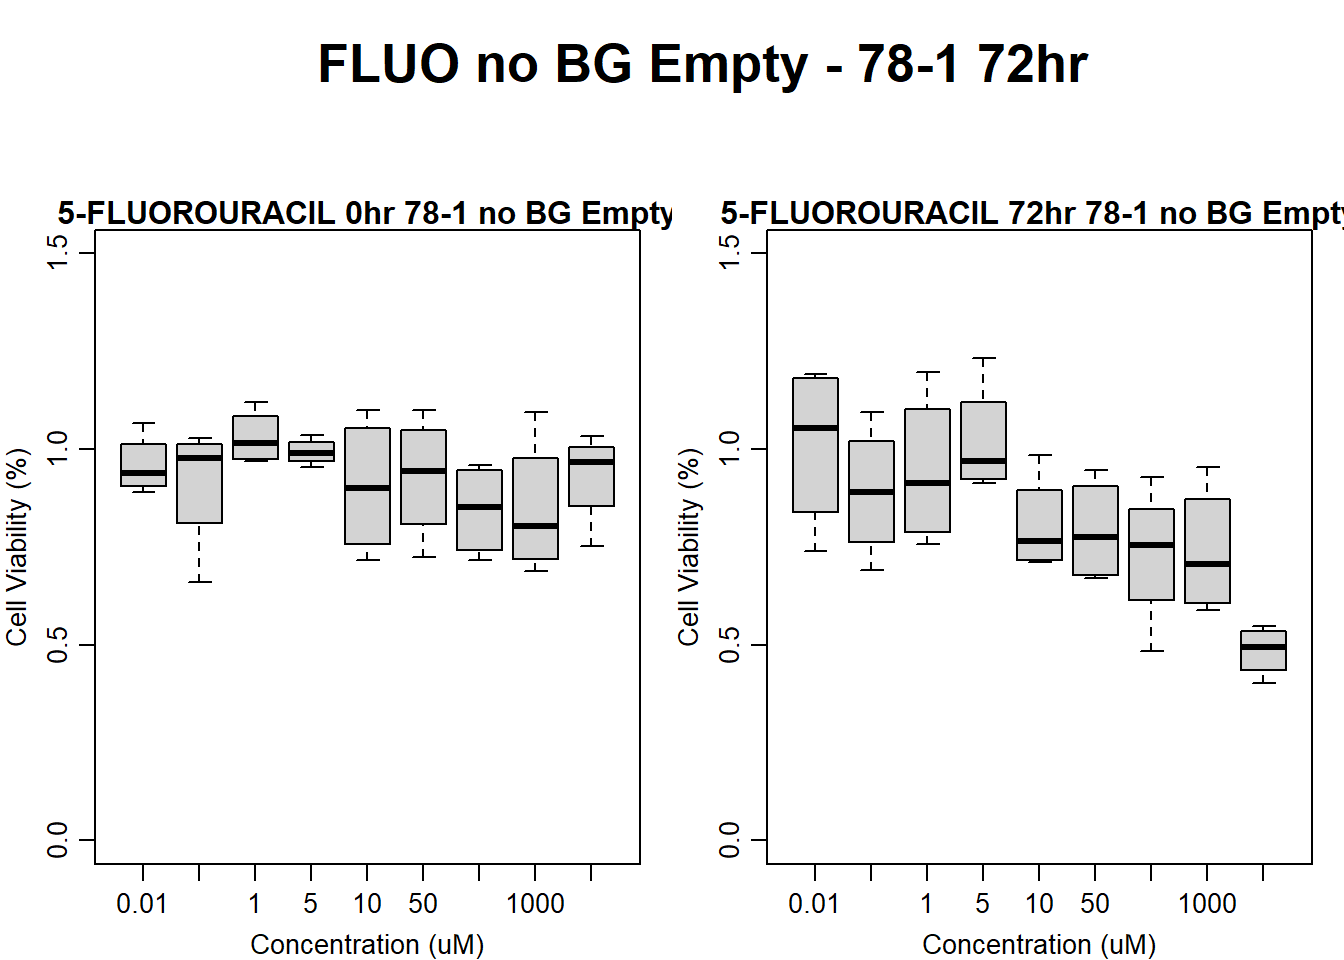 FLUO no BG Empty - 78-1 72hr
5-FLUOROURACIL 0hr 78-1 no BG Empty
1.5
1.0
0.5
0.0
Cell Viability (%)
0.01 1 5 10 50 1000
Concentration (uM)
5-FLUOROURACIL 72hr 78-1 no BG Empty
1.5
1.0
0.5
0.0
Cell Viability (%)
0.01 1 5 10 50 1000
Concentration (uM)